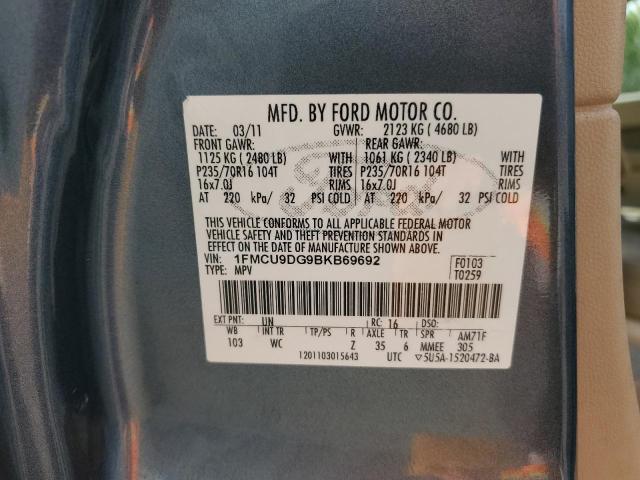 MFD. BY FORD MOTOR CO.
DATE: 03/11 GVWR: 2123 KG ( 4680 LB)
FRONT GAWR: REAR GAWR:
1125 KG ( 2480 LB) WITH 1061 KG ( 2340 LB) WITH
P235/70R16 104T TIRES P235/70R16 104T TIRES
16x7.0J RIMS 16x7.0J RIMS
AT 220 kPa/ 32 PSI COLD AT 220 kPa/ 32 PSI COLD
Ford
THIS VEHICLE CONFORMS TO ALL APPLICABLE FEDERAL MOTOR
VEHICLE SAFETY AND THEFT PREVENTION STANDARDS IN
EFFECT ON THE DATE OF MANUFACTURE SHOWN ABOVE.
VIN: 1FMCU9DG9BKB69692 F0103
TYPE: MPV T0259
EXT PNT: UN RC: 16 DSO:
WB INT TR TP/PS R AXLE TR SPR AM71F
103 WC Z 35 6 MMEE 305
1201103015643 UTC ▽5U5A-1520472-BA